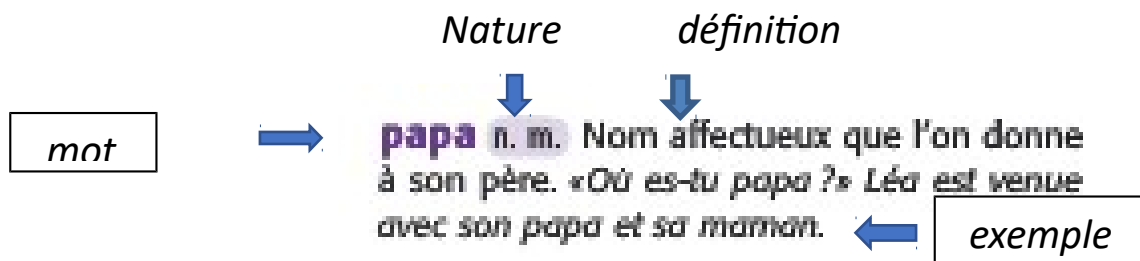 Nature définition
mot
papa n. m. Nom affectueux que l'on donne
à son père. «Où es-tu papa ?» Léa est venue
avec son papa et sa maman.
exemple